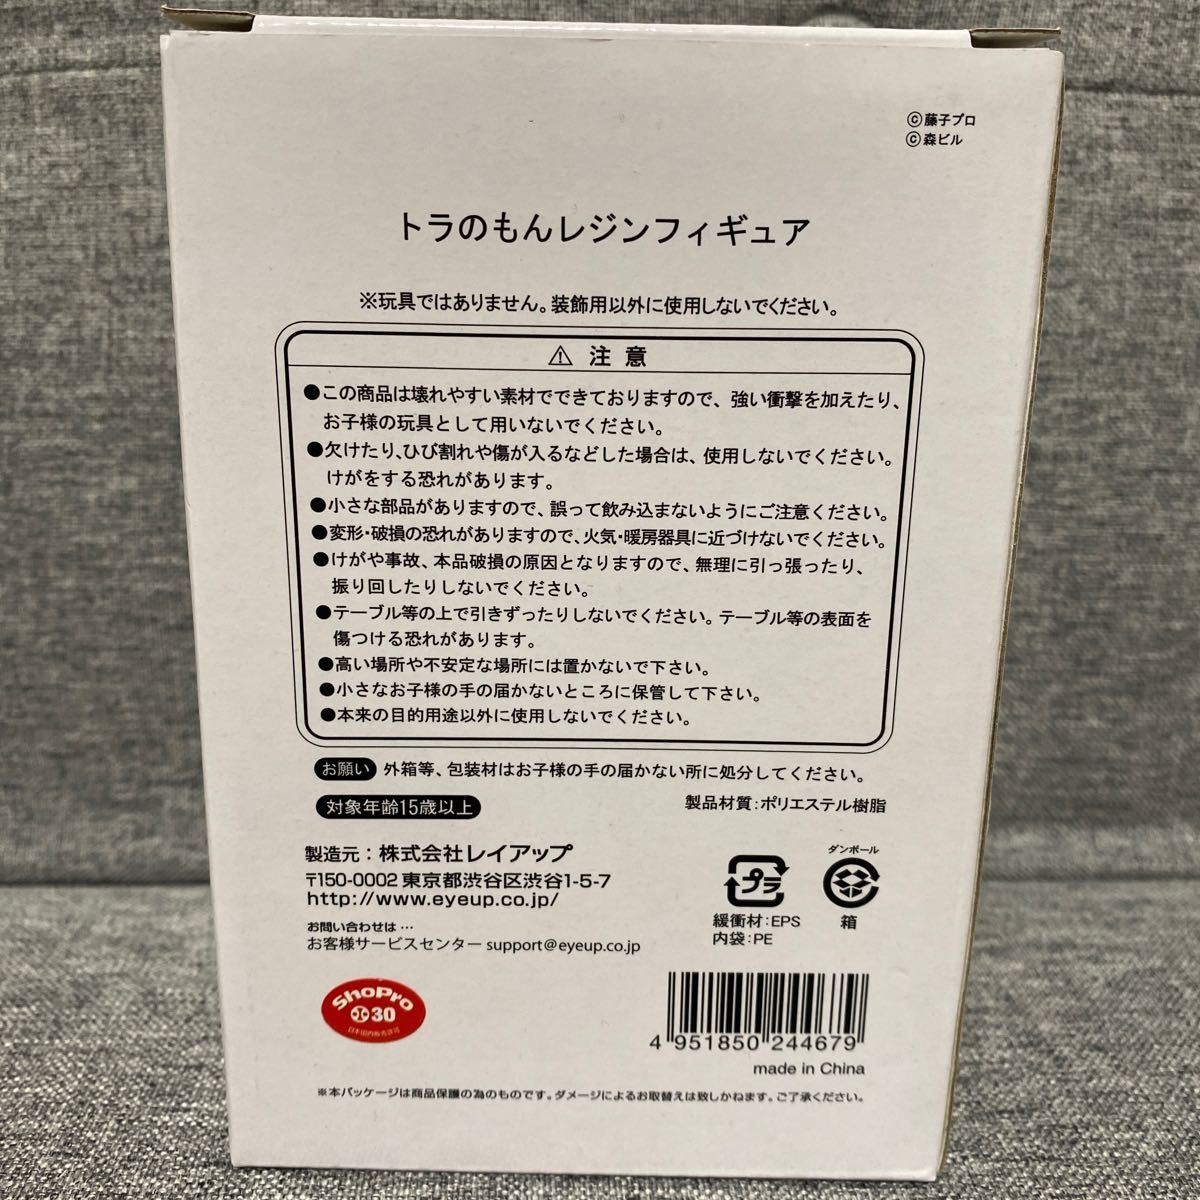 ©藤子プロ
©森ビル
トラのもんレジンフィギュア
※玩具ではありません。装飾用以外に使用しないでください。
⚠ 注意
●この商品は壊れやすい素材でできておりますので、強い衝撃を加えたり、
お子様の玩具として用いないでください。
●欠けたり、ひび割れや傷が入るなどした場合は、使用しないでください。
けがをする恐れがあります。
●小さな部品がありますので、誤って飲み込まないようにご注意ください。
●変形・破損の恐れがありますので、火気・暖房器具に近づけないでください。
●けがや事故、本品破損の原因となりますので、無理に引っ張ったり、
振り回したりしないでください。
●テーブル等の上で引きずったりしないでください。テーブル等の表面を
傷つける恐れがあります。
●高い場所や不安定な場所には置かないで下さい。
●小さなお子様の手の届かないところに保管して下さい。
●本来の目的用途以外に使用しないでください。
お願い 外箱等、包装材はお子様の手の届かない所に処分してください。
対象年齢15歳以上
製品材質:ポリエステル樹脂
製造元:株式会社レイアップ
〒150-0002 東京都渋谷区渋谷1-5-7
http://www.eyeup.co.jp/
お問い合わせは…
お客様サービスセンター support@eyeup.co.jp
プラ
緩衝材:EPS
内袋:PE
ダンボール
箱
ShoPro
30
日本国内販売許可
4 951850 244679
made in China
※本パッケージは商品保護の為のものです。ダメージによるお取替えは致しかねます。ご了承ください。